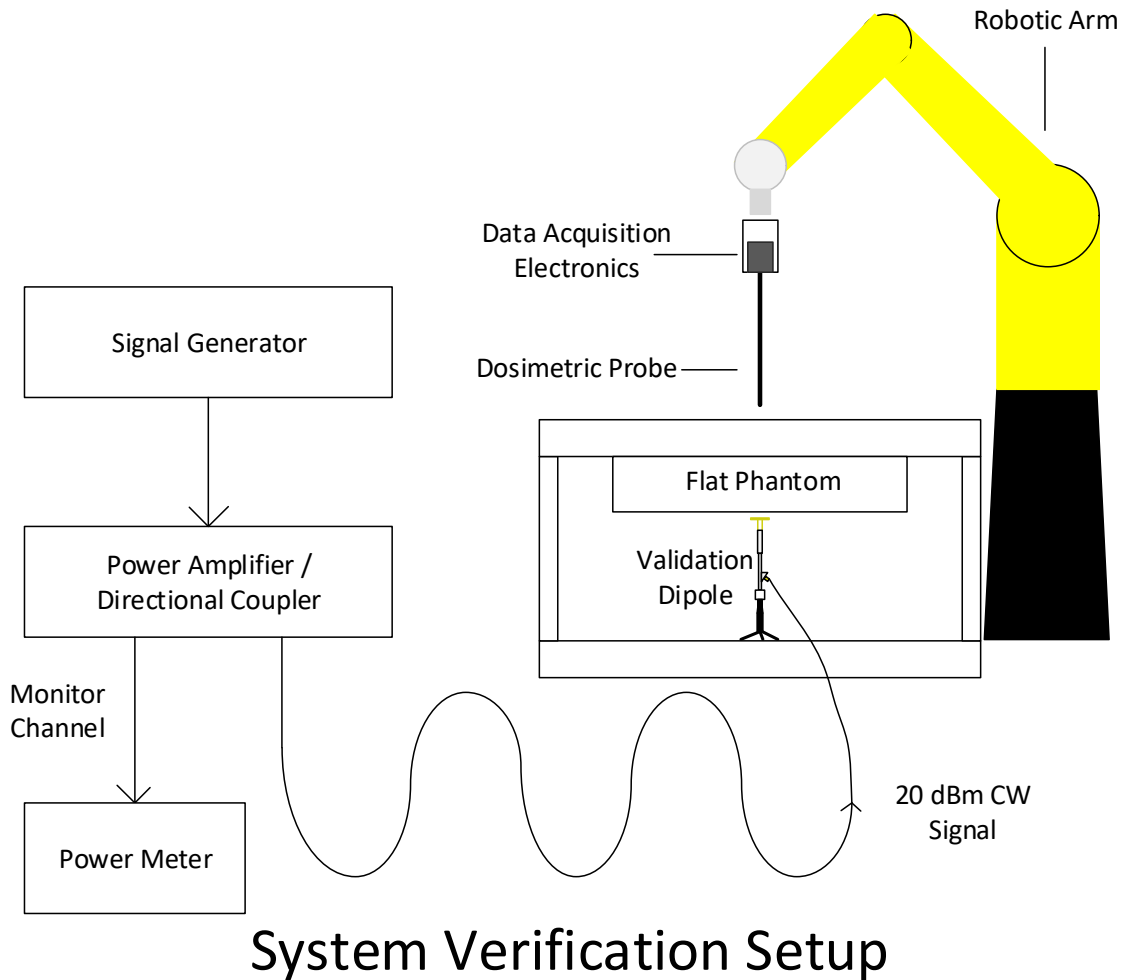 Robotic Arm
Data Acquisition
Electronics
Signal Generator
Dosimetric Probe
Flat Phantom
Power Amplifier /
Directional Coupler
Validation
Dipole
Monitor
Channel
20 dBm CW
Signal
Power Meter
System Verification Setup